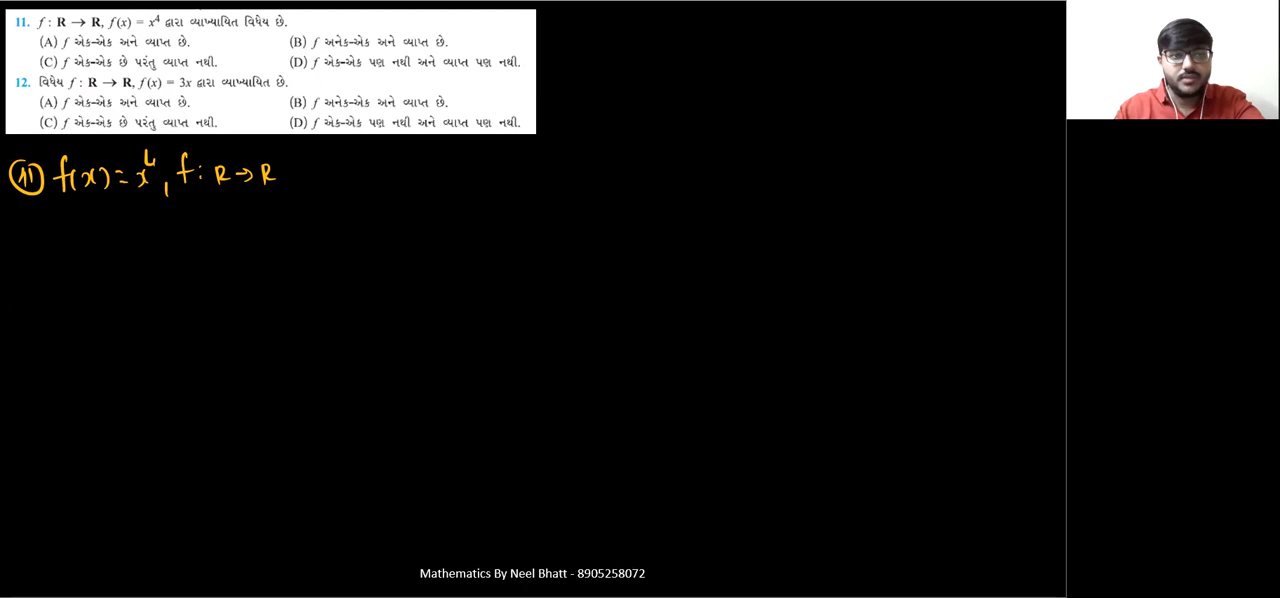 11. f : R → R, f(x) = x⁴ દ્વારા વ્યાખ્યાયિત વિધેય છે.
(A) f એક-એક અને વ્યાપ્ત છે. (B) f અનેક-એક અને વ્યાપ્ત છે.
(C) f એક-એક છે પરંતુ વ્યાપ્ત નથી. (D) f એક-એક પણ નથી અને વ્યાપ્ત પણ નથી.
12. વિધેય f : R → R, f(x) = 3x દ્વારા વ્યાખ્યાયિત છે.
(A) f એક-એક અને વ્યાપ્ત છે. (B) f અનેક-એક અને વ્યાપ્ત છે.
(C) f એક-એક છે પરંતુ વ્યાપ્ત નથી. (D) f એક-એક પણ નથી અને વ્યાપ્ત પણ નથી.
11 f(x) = x⁴, f : R → R
Mathematics By Neel Bhatt - 8905258072